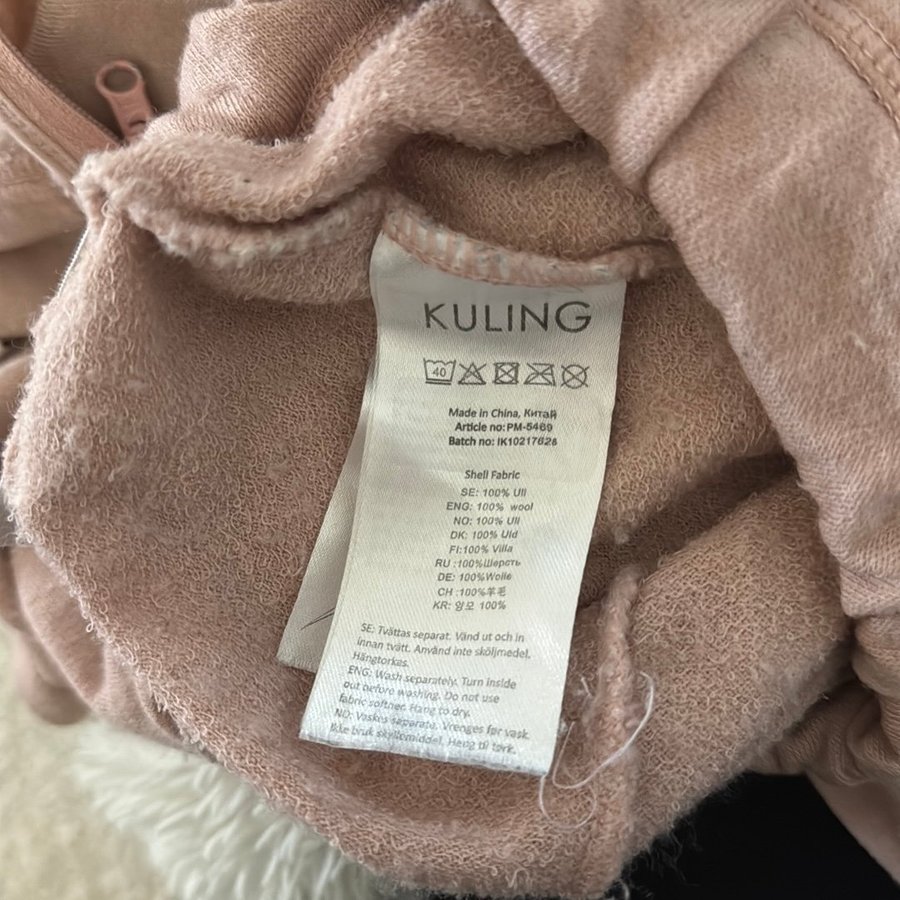 KULING
40
Made in China, Китай
Article no: PM-5469
Batch no: IK10217628
Shell Fabric
SE: 100% Ull
ENG: 100% wool
NO: 100% Ull
DK: 100% Uld
FI:100% Villa
RU :100%Шерсть
DE: 100%Wolle
CH :100%羊毛
KR: 양모 100%
SE: Tvättas separat. Vänd ut och in
innan tvätt. Använd inte sköljmedel.
Hängtorkas.
ENG: Wash separately. Turn inside
out before washing. Do not use
fabric softner. Hang to dry.
NO: Vaskes separate. Vrenges før vask.
Ikke bruk skyllemiddel. Heng til tørk.